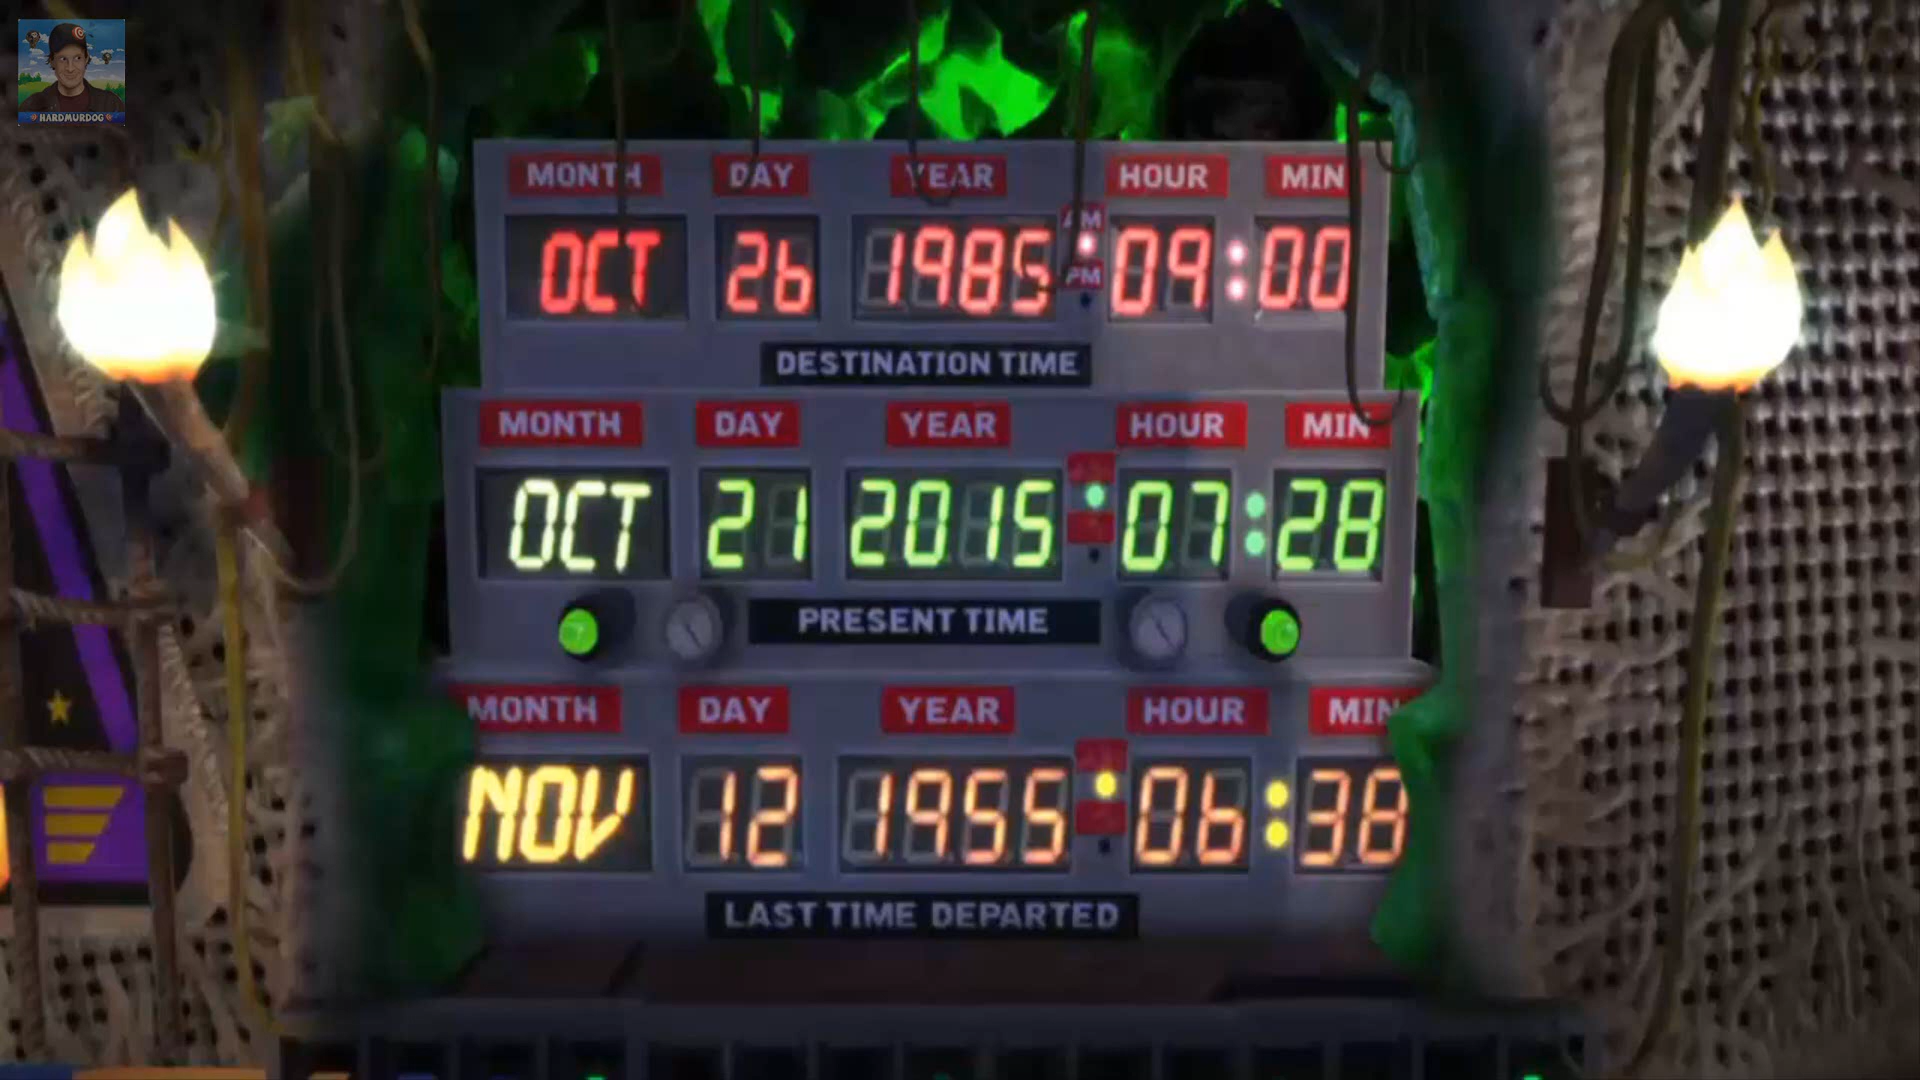 HARDMURDOG
MONTH DAY YEAR HOUR MIN
AM
OCT 26 1985 09:00
PM
DESTINATION TIME
MONTH DAY YEAR HOUR MIN
OCT 21 2015 07:28
PRESENT TIME
MONTH DAY YEAR HOUR MIN
NOV 12 1955 06:38
LAST TIME DEPARTED